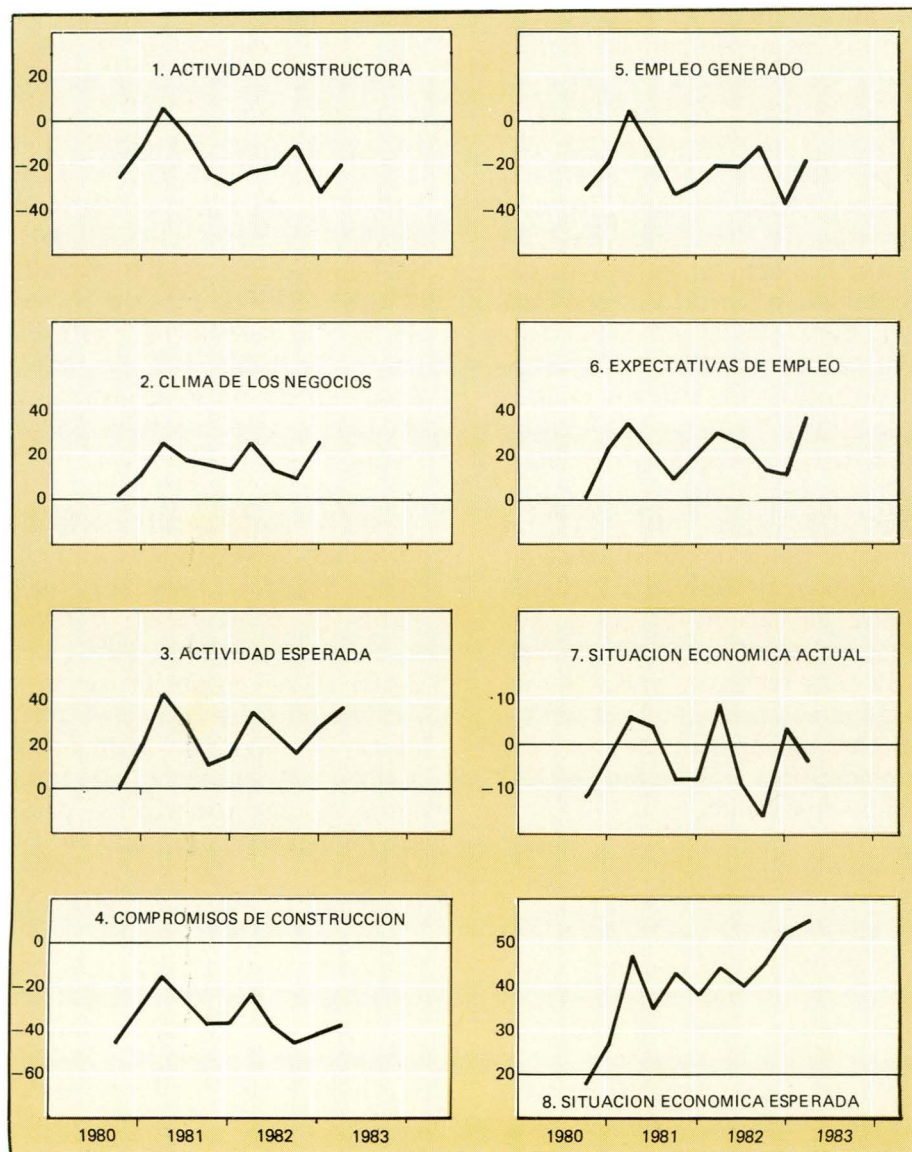 1. ACTIVIDAD CONSTRUCTORA
20
0
−20
−40
5. EMPLEO GENERADO
20
0
−20
−40
2. CLIMA DE LOS NEGOCIOS
40
20
0
6. EXPECTATIVAS DE EMPLEO
40
20
0
3. ACTIVIDAD ESPERADA
40
20
0
7. SITUACION ECONOMICA ACTUAL
10
0
−10
4. COMPROMISOS DE CONSTRUCCION
0
−20
−40
−60
50
40
30
20
8. SITUACION ECONOMICA ESPERADA
1980 1981 1982 1983
1980 1981 1982 1983